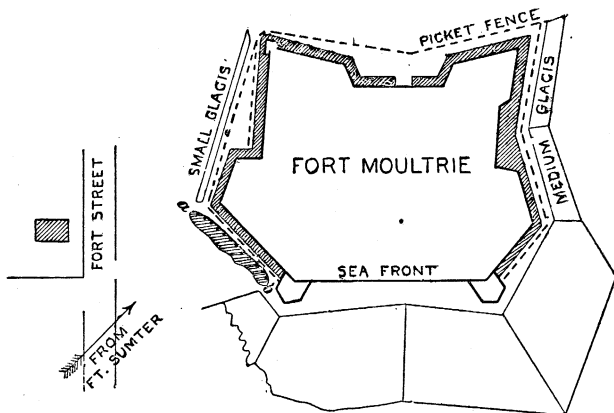 PICKET FENCE
SMALL GLACIS
GLACIS
MEDIUM
FORT MOULTRIE
a
FORT STREET
SEA FRONT
FROM
FT. SUMTER